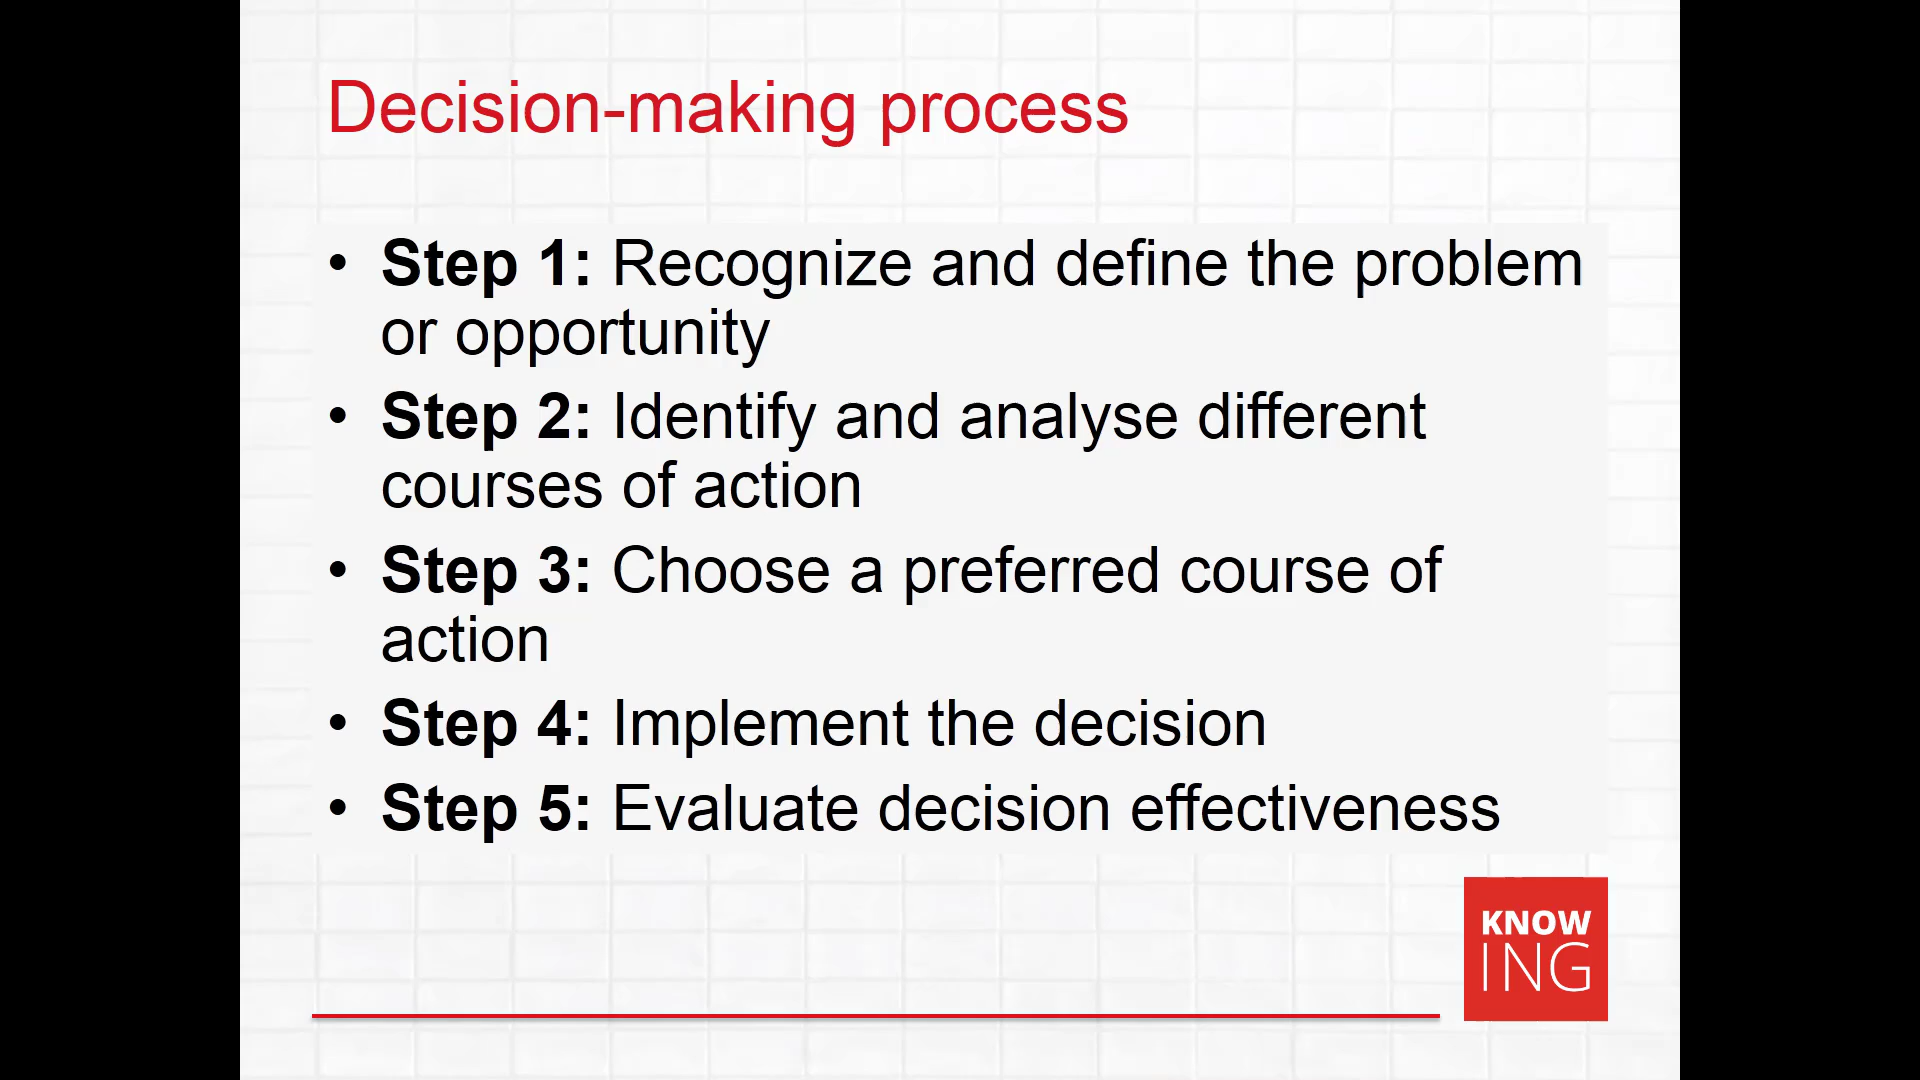 Decision-making process
• Step 1: Recognize and define the problem
or opportunity
• Step 2: Identify and analyse different
courses of action
• Step 3: Choose a preferred course of
action
• Step 4: Implement the decision
• Step 5: Evaluate decision effectiveness
KNOW
ING